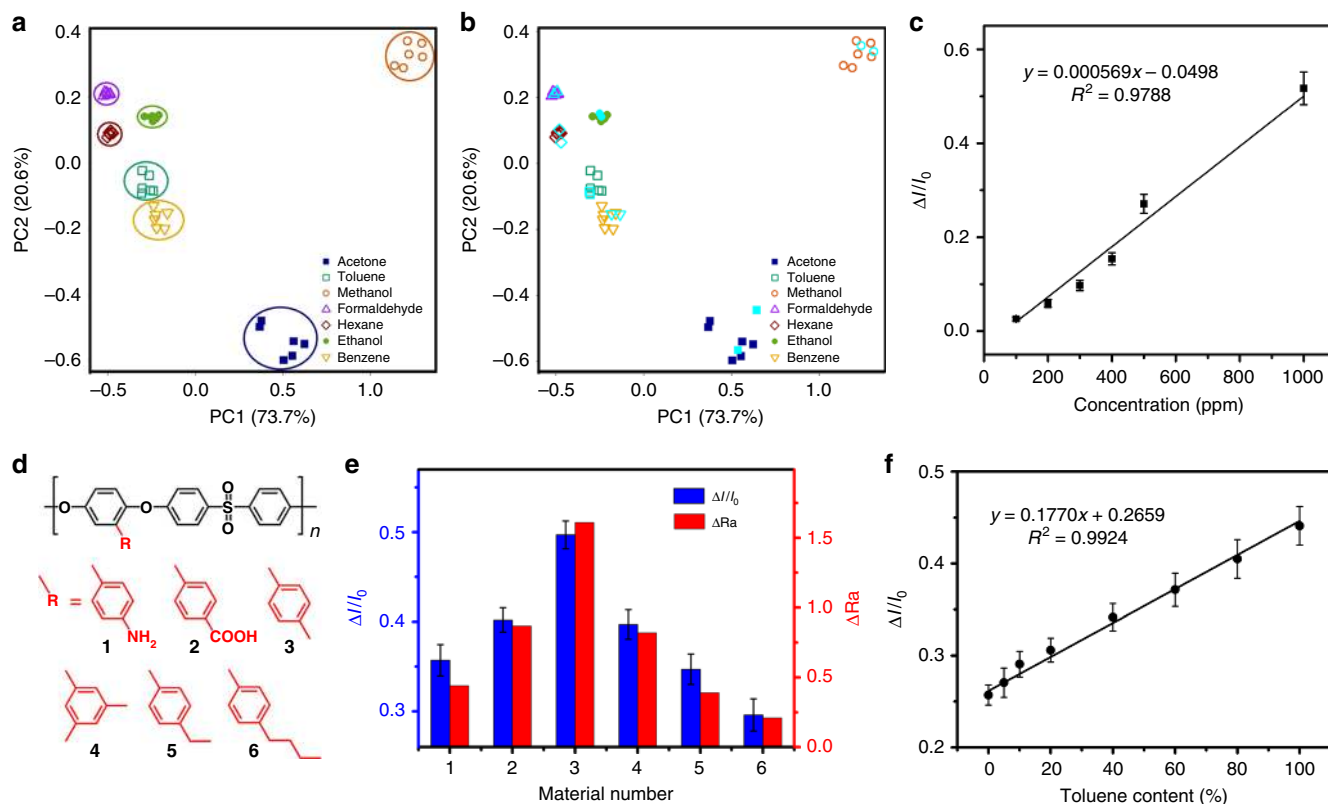 a
0.4
0.2
0.0
−0.2
−0.4
−0.6
PC2 (20.6%)
−0.5
0.0
0.5
1.0
PC1 (73.7%)
Acetone
Toluene
Methanol
Formaldehyde
Hexane
Ethanol
Benzene
b
0.4
0.2
0.0
−0.2
−0.4
−0.6
PC2 (20.6%)
−0.5
0.0
0.5
1.0
PC1 (73.7%)
Acetone
Toluene
Methanol
Formaldehyde
Hexane
Ethanol
Benzene
c
y = 0.000569x – 0.0498
R² = 0.9788
0.6
0.4
0.2
0.0
ΔI/I₀
0
200
400
600
800
1000
Concentration (ppm)
d
O
O
S
O
O
n
R
R =
NH₂
COOH
1
2
3
4
5
6
e
ΔI/I₀
ΔRa
0.5
0.4
0.3
ΔI/I₀
1.5
1.0
0.5
0.0
ΔRa
1
2
3
4
5
6
Material number
f
y = 0.1770x + 0.2659
R² = 0.9924
0.5
0.4
0.3
0.2
ΔI/I₀
0
20
40
60
80
100
Toluene content (%)